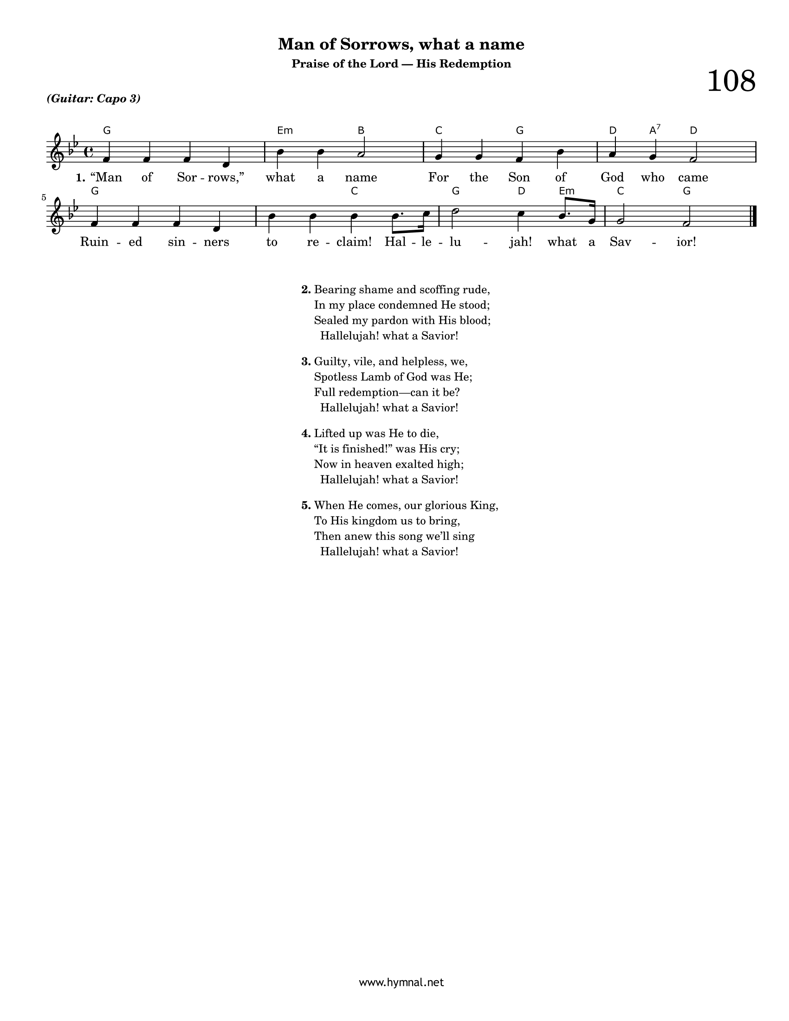 Man of Sorrows, what a name
Praise of the Lord — His Redemption
108
(Guitar: Capo 3)
G Em B C G D A7 D
1. “Man of Sor - rows,” what a name For the Son of God who came
5
G C G D Em C G
Ruin - ed sin - ners to re - claim! Hal - le - lu - jah! what a Sav - ior!
2. Bearing shame and scoffing rude,
In my place condemned He stood;
Sealed my pardon with His blood;
Hallelujah! what a Savior!
3. Guilty, vile, and helpless, we,
Spotless Lamb of God was He;
Full redemption—can it be?
Hallelujah! what a Savior!
4. Lifted up was He to die,
“It is finished!” was His cry;
Now in heaven exalted high;
Hallelujah! what a Savior!
5. When He comes, our glorious King,
To His kingdom us to bring,
Then anew this song we’ll sing
Hallelujah! what a Savior!
www.hymnal.net